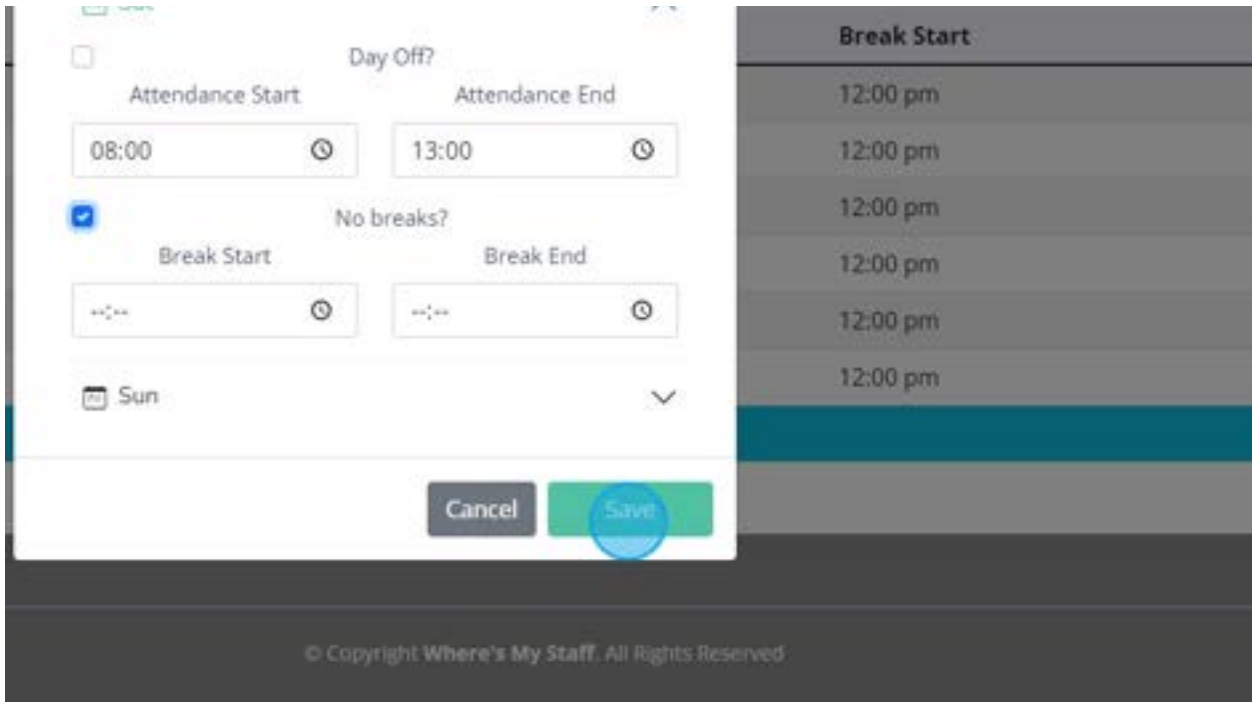 Day Off?
Attendance Start Attendance End
08:00 13:00
No breaks?
Break Start Break End
--:-- --:--
Sun
Cancel Save
Break Start
12:00 pm
12:00 pm
12:00 pm
12:00 pm
12:00 pm
12:00 pm
© Copyright Where's My Staff. All Rights Reserved